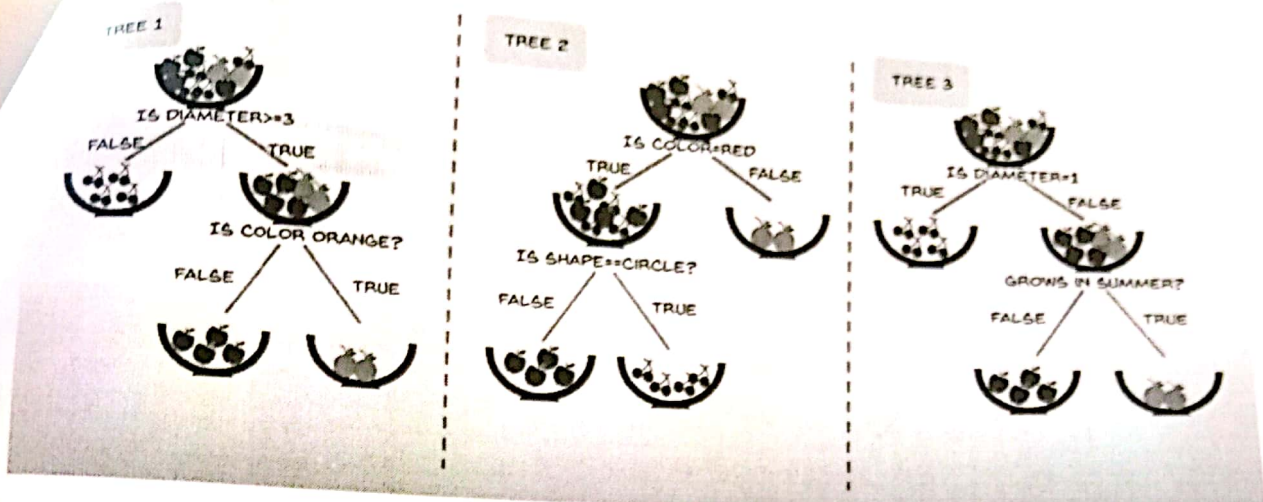 TREE 1
IS DIAMETER>=3
FALSE
TRUE
IS COLOR ORANGE?
FALSE
TRUE
TREE 2
IS COLOR=RED
TRUE
FALSE
IS SHAPE==CIRCLE?
FALSE
TRUE
TREE 3
IS DIAMETER=1
TRUE
FALSE
GROWS IN SUMMER?
FALSE
TRUE